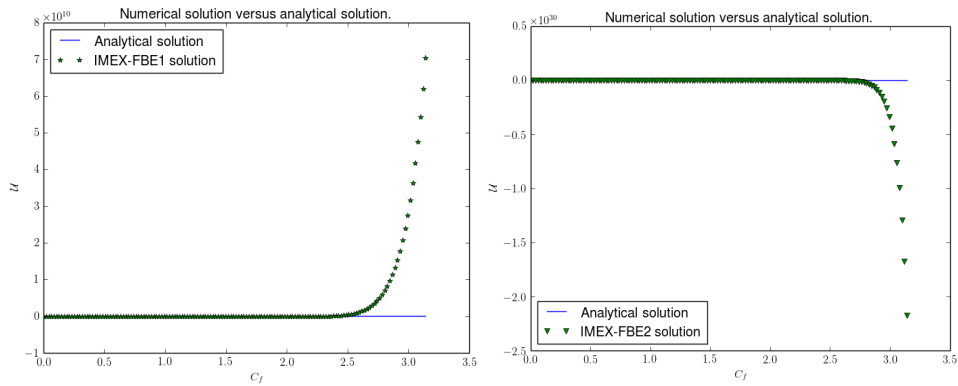 Numerical solution versus analytical solution.
×10¹⁰
8
7
6
5
4
3
2
1
0
−1
𝒰
Analytical solution
IMEX-FBE1 solution
0.0 0.5 1.0 1.5 2.0 2.5 3.0 3.5
C_f
Numerical solution versus analytical solution.
×10³⁰
0.5
0.0
−0.5
−1.0
−1.5
−2.0
−2.5
𝒰
Analytical solution
IMEX-FBE2 solution
0.0 0.5 1.0 1.5 2.0 2.5 3.0 3.5
C_f